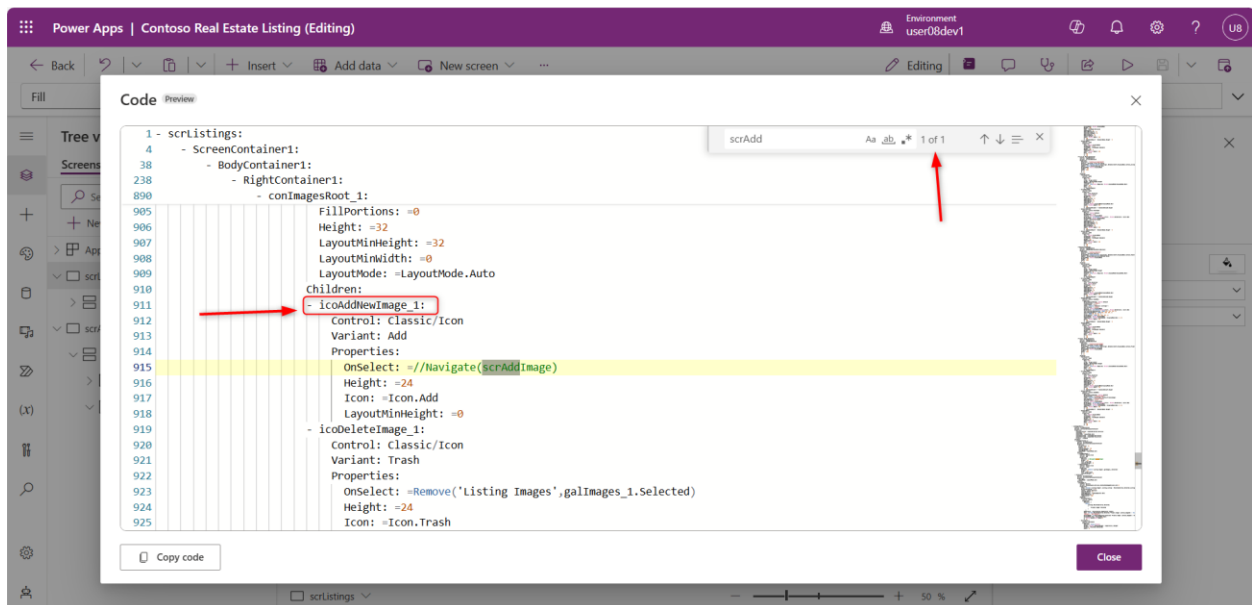 Power Apps | Contoso Real Estate Listing (Editing)
Environment
user08dev1
U8
Back
Insert
Add data
New screen
...
Editing
Fill
Code Preview
Tree v
Screens
Se
Ne
App
scrL
scrA
scrAdd
Aa ab 1 of 1
1 - scrListings:
4 - ScreenContainer1:
38 - BodyContainer1:
238 - RightContainer1:
890 - conImagesRoot_1:
905 FillPortions: =0
906 Height: =32
907 LayoutMinHeight: =32
908 LayoutMinWidth: =0
909 LayoutMode: =LayoutMode.Auto
910 Children:
911 - icoAddNewImage_1:
912 Control: Classic/Icon
913 Variant: Add
914 Properties:
915 OnSelect: =//Navigate(scrAddImage)
916 Height: =24
917 Icon: =Icon.Add
918 LayoutMinHeight: =0
919 - icoDeleteImage_1:
920 Control: Classic/Icon
921 Variant: Trash
922 Properties:
923 OnSelect: =Remove('Listing Images',galImages_1.Selected)
924 Height: =24
925 Icon: =Icon.Trash
Copy code
Close
scrListings
50 %